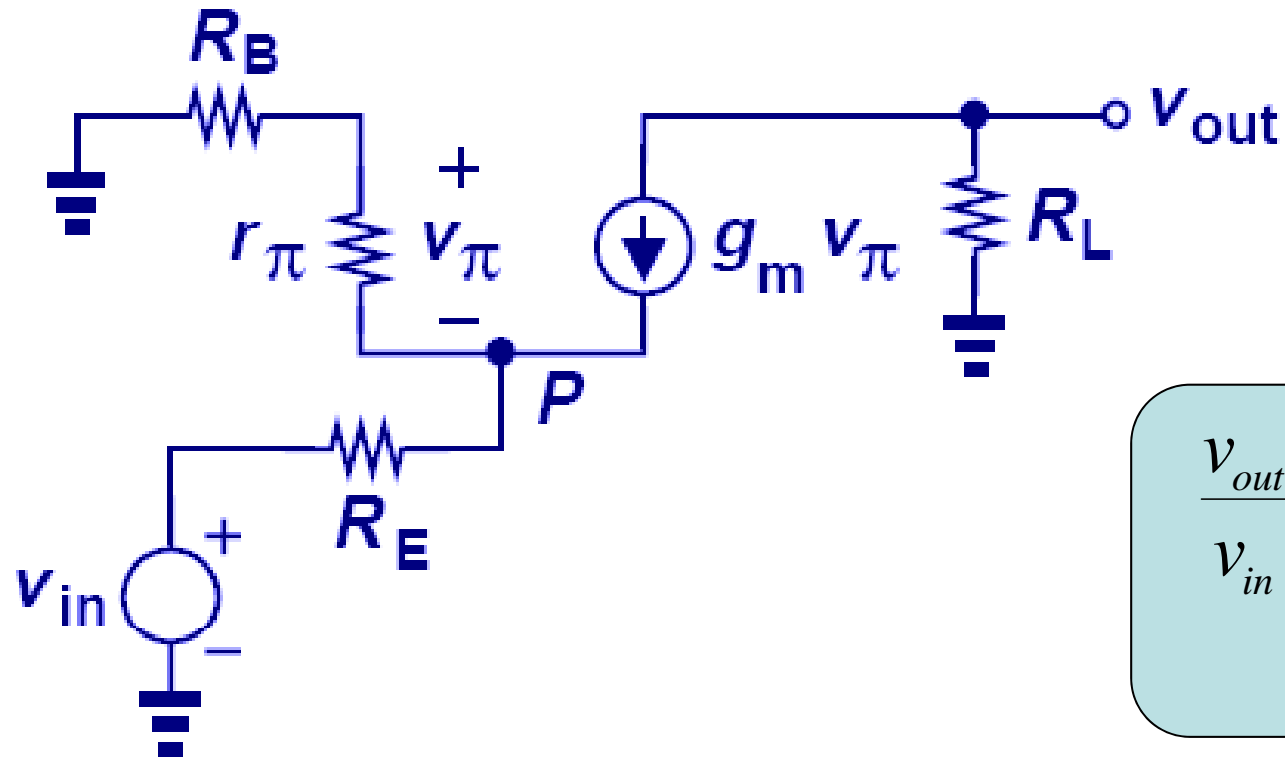 R_B
v_out
+
r_π v_π
g_m v_π
R_L
−
P
R_E
+
v_in
−
v_out
v_in